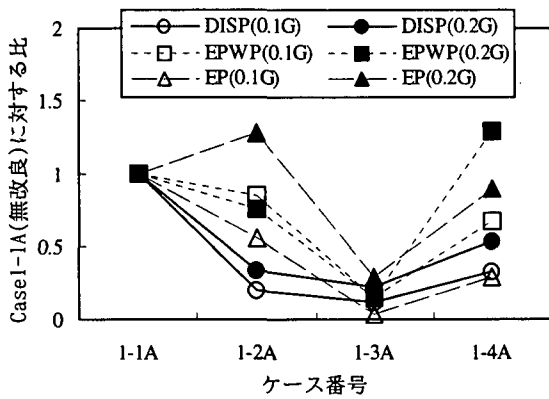 DISP(0.1G) DISP(0.2G)
EPWP(0.1G) EPWP(0.2G)
EP(0.1G) EP(0.2G)
2
1.5
1
0.5
0
Case1-1A(無改良)に対する比
1-1A 1-2A 1-3A 1-4A
ケース番号